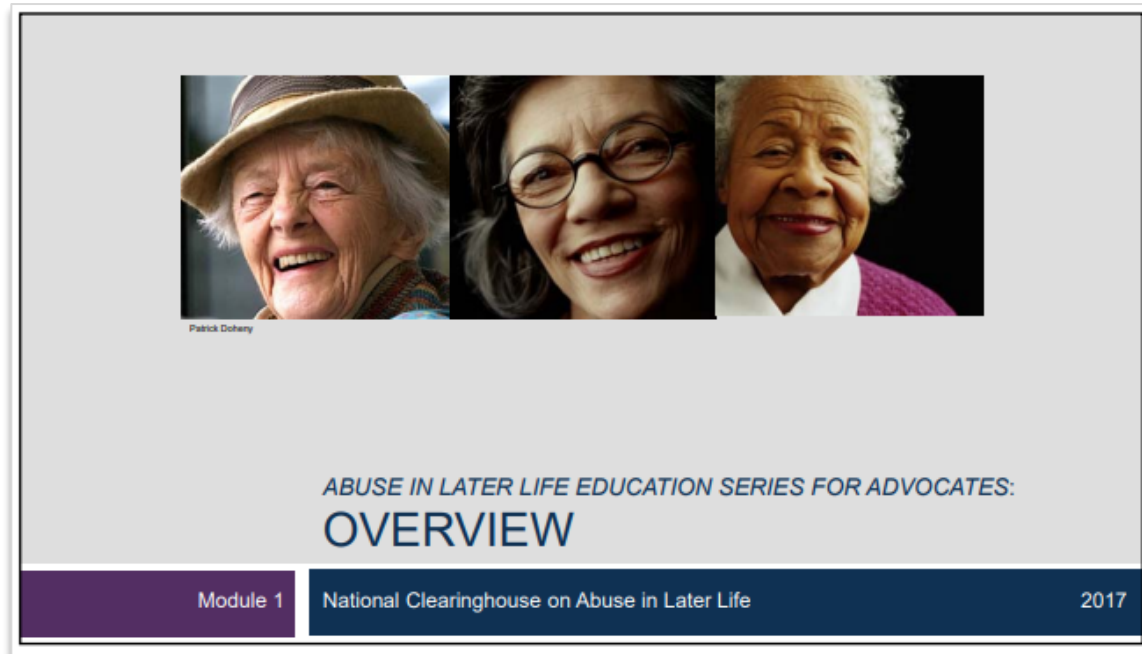 Patrick Doheny
ABUSE IN LATER LIFE EDUCATION SERIES FOR ADVOCATES:
OVERVIEW
Module 1
National Clearinghouse on Abuse in Later Life
2017